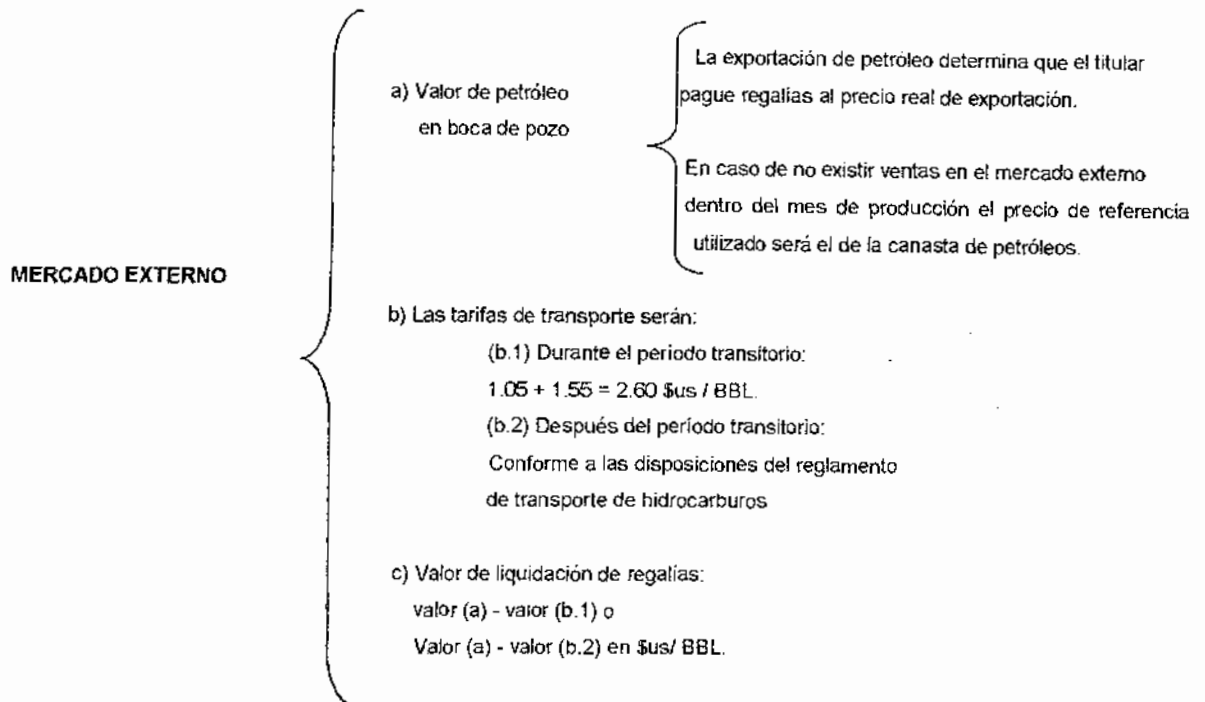 MERCADO EXTERNO
a) Valor de petróleo
en boca de pozo
La exportación de petróleo determina que el titular
pague regalías al precio real de exportación.
En caso de no existir ventas en el mercado externo
dentro del mes de producción el precio de referencia
utilizado será el de la canasta de petróleos.
b) Las tarifas de transporte serán:
(b.1) Durante el periodo transitorio:
1.05 + 1.55 = 2.60 $us / BBL.
(b.2) Después del período transitorio:
Conforme a las disposiciones del reglamento
de transporte de hidrocarburos
c) Valor de liquidación de regalías:
valor (a) - valor (b.1) o
Valor (a) - valor (b.2) en $us/ BBL.